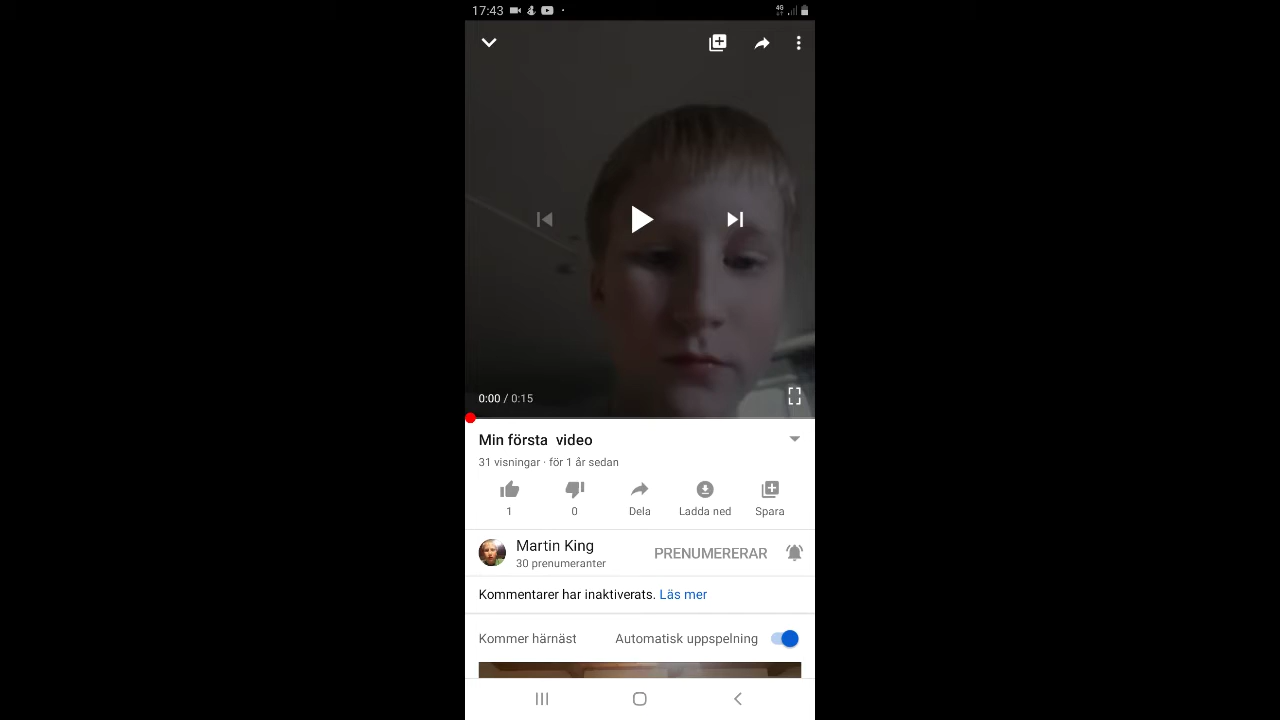 17:43
4G
0:00 / 0:15
Min första  video
31 visningar · för 1 år sedan
1
0
Dela
Ladda ned
Spara
Martin King
PRENUMERERAR
30 prenumeranter
Kommentarer har inaktiverats. Läs mer
Kommer härnäst
Automatisk uppspelning